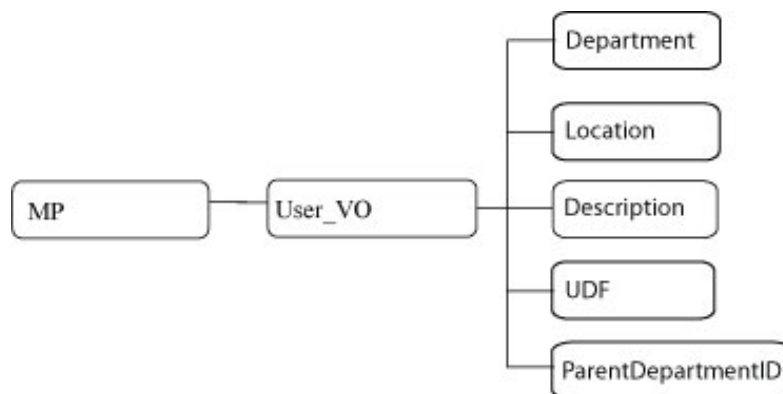 Department
Location
MP
User_VO
Description
UDF
ParentDepartmentID